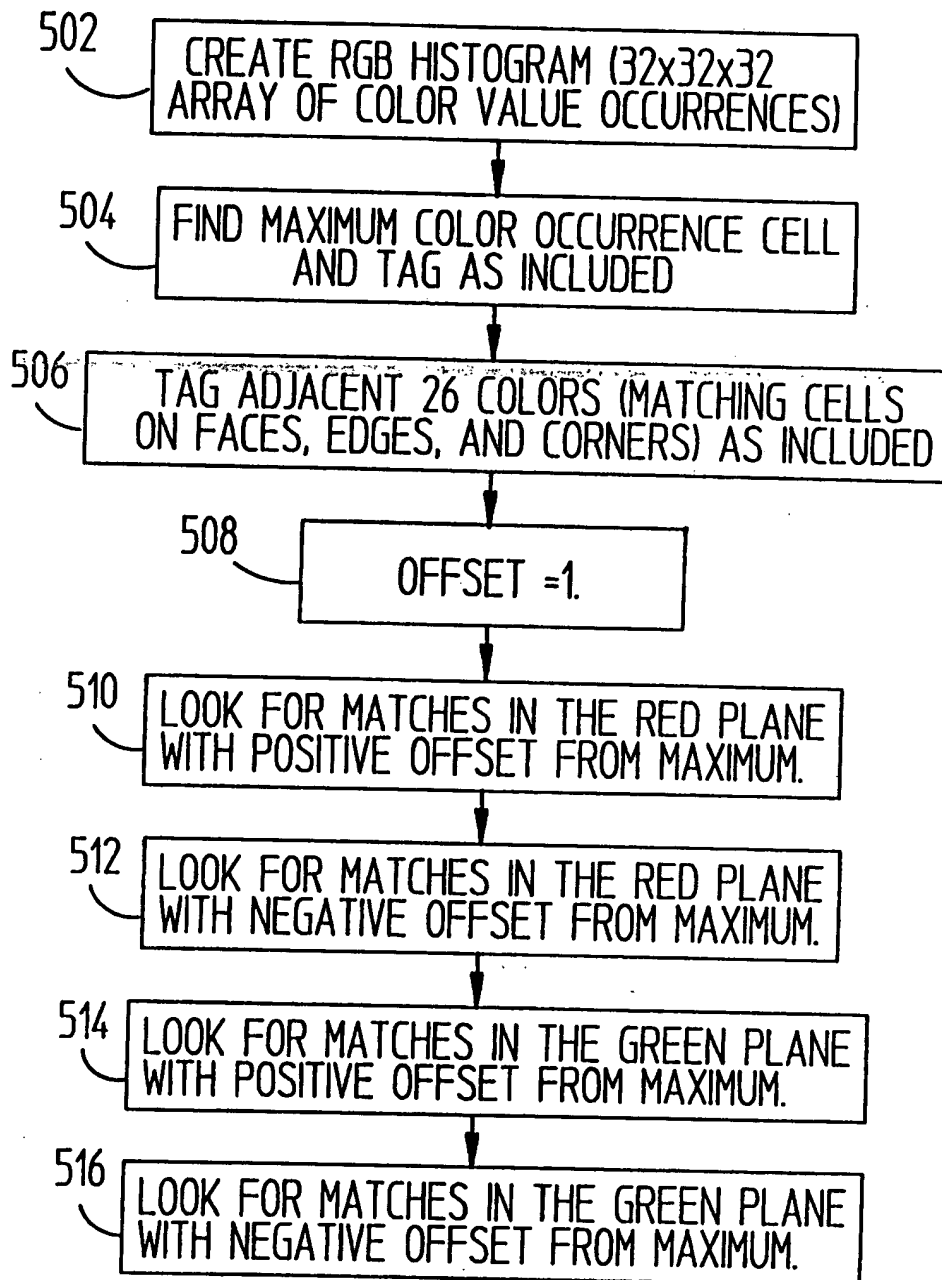 502
CREATE RGB HISTOGRAM (32x32x32
ARRAY OF COLOR VALUE OCCURRENCES)
504
FIND MAXIMUM COLOR OCCURRENCE CELL
AND TAG AS INCLUDED
506
TAG ADJACENT 26 COLORS (MATCHING CELLS
ON FACES, EDGES, AND CORNERS) AS INCLUDED
508
OFFSET =1.
510
LOOK FOR MATCHES IN THE RED PLANE
WITH POSITIVE OFFSET FROM MAXIMUM.
512
LOOK FOR MATCHES IN THE RED PLANE
WITH NEGATIVE OFFSET FROM MAXIMUM.
514
LOOK FOR MATCHES IN THE GREEN PLANE
WITH POSITIVE OFFSET FROM MAXIMUM.
516
LOOK FOR MATCHES IN THE GREEN PLANE
WITH NEGATIVE OFFSET FROM MAXIMUM.